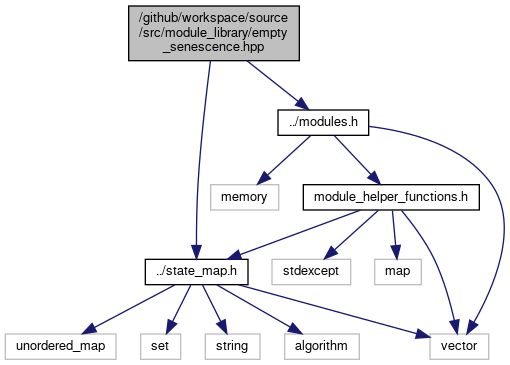 /github/workspace/source
/src/module_library/empty
_senescence.hpp
../modules.h
memory
module_helper_functions.h
../state_map.h
stdexcept
map
unordered_map
set
string
algorithm
vector